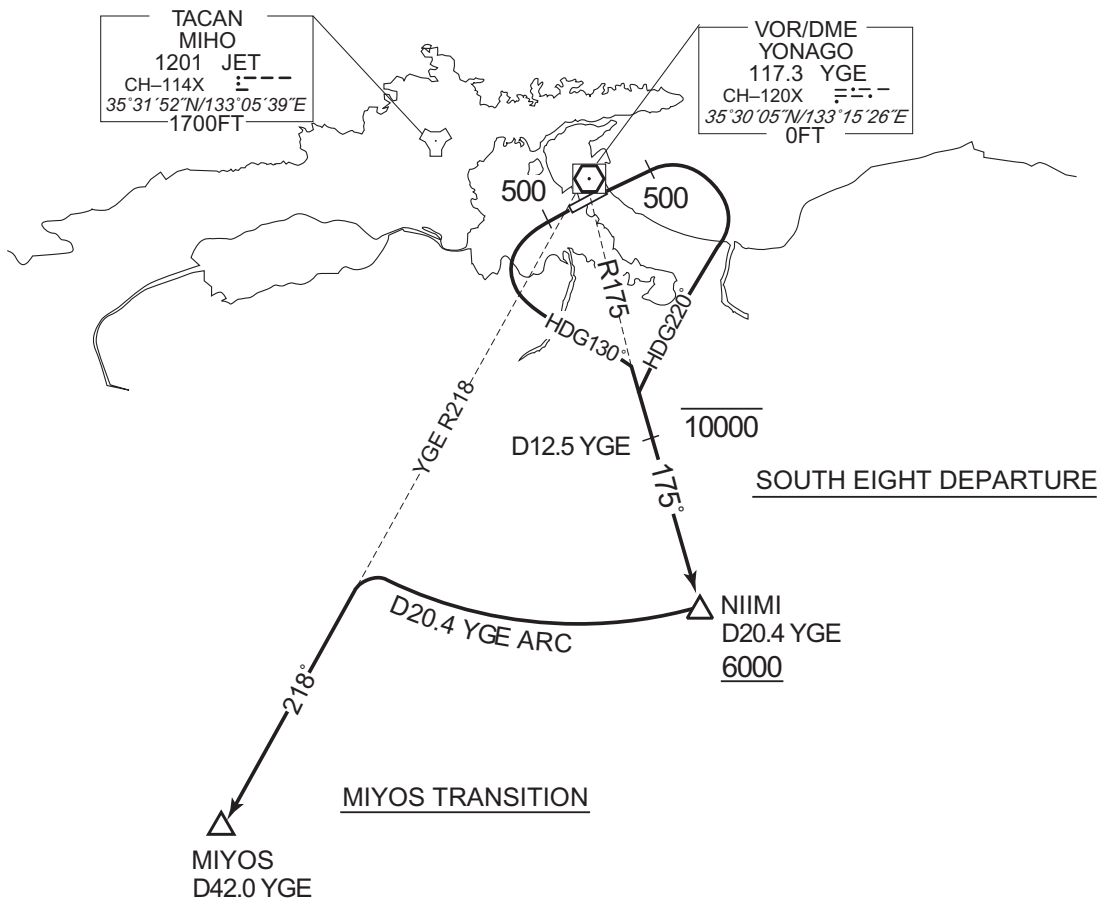 TACAN
MIHO
1201 JET
CH–114X
35°31´52˝N/133°05´39˝E
1700FT
VOR/DME
YONAGO
117.3 YGE
CH–120X
35°30´05˝N/133°15´26˝E
0FT
500
500
R175
HDG130°
HDG220°
YGE R218
10000
D12.5 YGE
175°
SOUTH EIGHT DEPARTURE
NIIMI
D20.4 YGE
6000
D20.4 YGE ARC
218°
MIYOS TRANSITION
MIYOS
D42.0 YGE